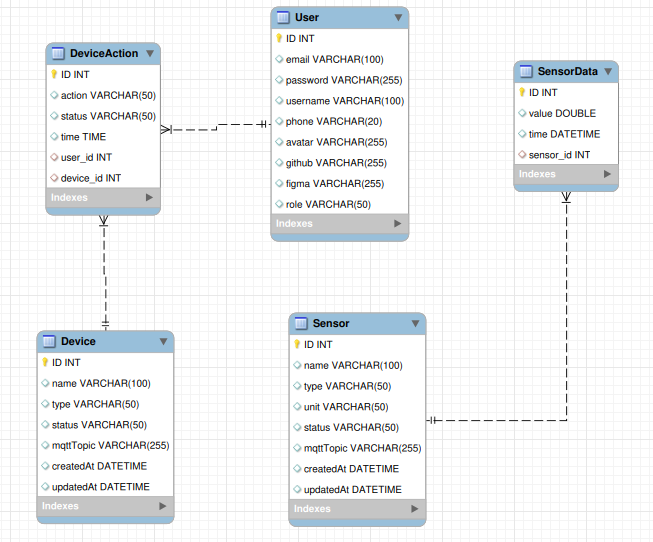 DeviceAction
ID INT
action VARCHAR(50)
status VARCHAR(50)
time TIME
user_id INT
device_id INT
Indexes
User
ID INT
email VARCHAR(100)
password VARCHAR(255)
username VARCHAR(100)
phone VARCHAR(20)
avatar VARCHAR(255)
github VARCHAR(255)
figma VARCHAR(255)
role VARCHAR(50)
Indexes
SensorData
ID INT
value DOUBLE
time DATETIME
sensor_id INT
Indexes
Device
ID INT
name VARCHAR(100)
type VARCHAR(50)
status VARCHAR(50)
mqttTopic VARCHAR(255)
createdAt DATETIME
updatedAt DATETIME
Indexes
Sensor
ID INT
name VARCHAR(100)
type VARCHAR(50)
unit VARCHAR(50)
status VARCHAR(50)
mqttTopic VARCHAR(255)
createdAt DATETIME
updatedAt DATETIME
Indexes